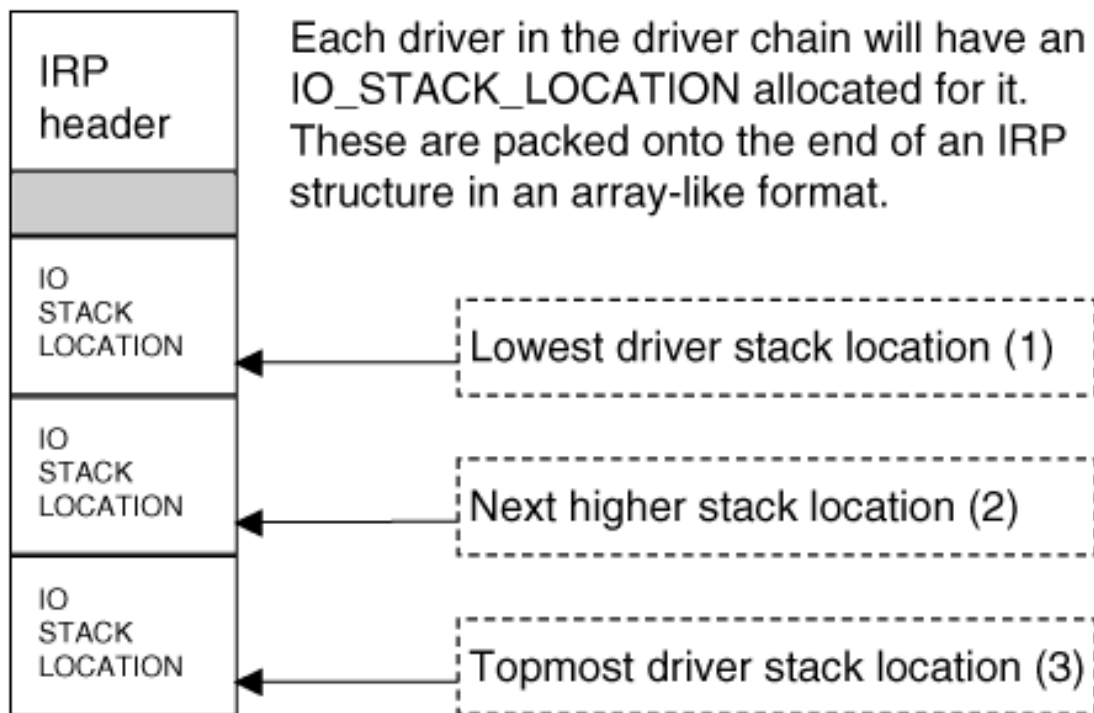 IRP
header
Each driver in the driver chain will have an
IO_STACK_LOCATION allocated for it.
These are packed onto the end of an IRP
structure in an array-like format.
IO
STACK
LOCATION
Lowest driver stack location (1)
IO
STACK
LOCATION
Next higher stack location (2)
IO
STACK
LOCATION
Topmost driver stack location (3)